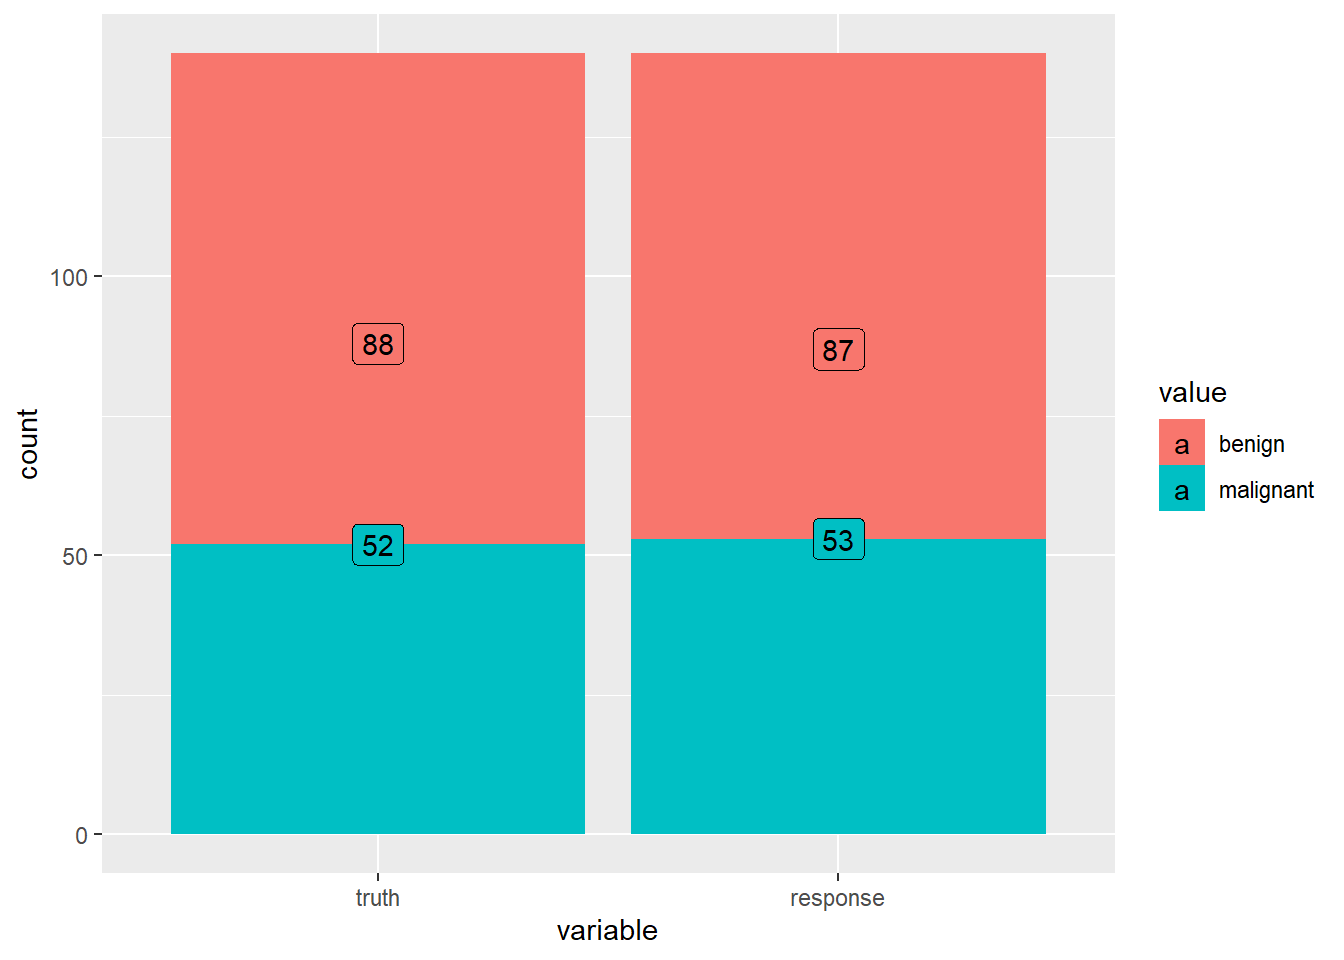 count
100
50
0
88
87
52
53
truth
response
variable
value
a benign
a malignant